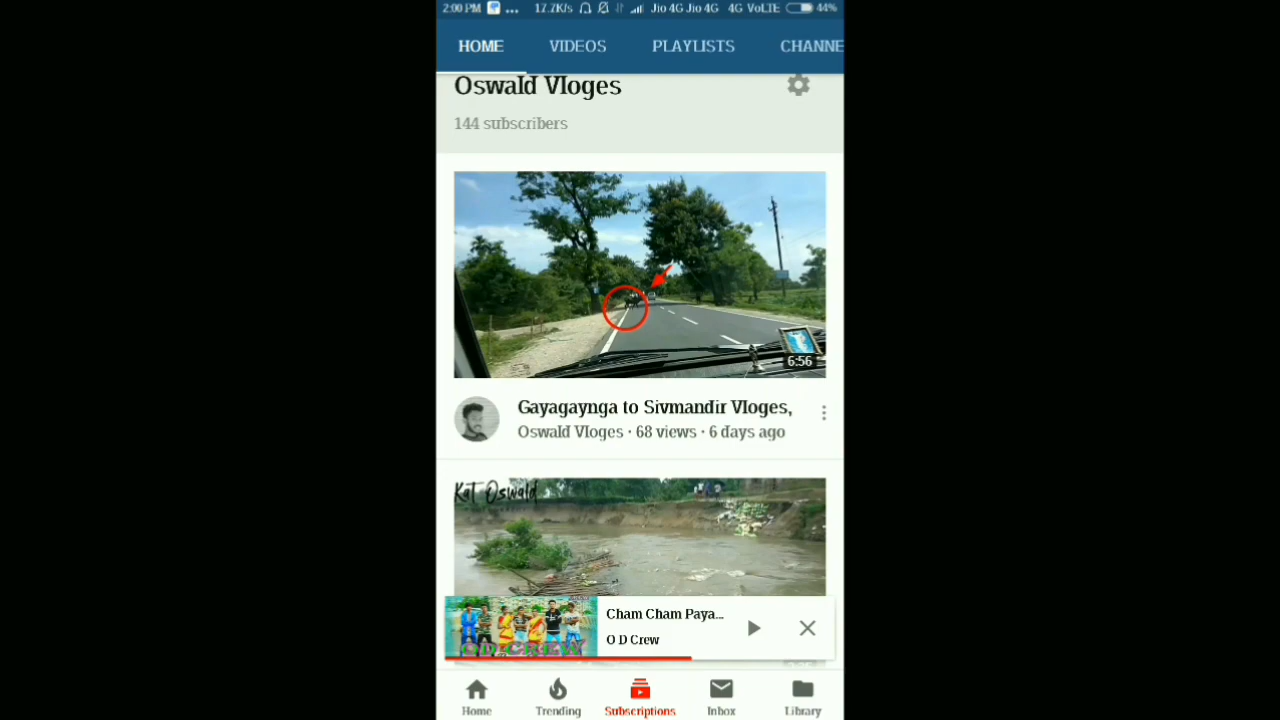 2:00 PM ... 17.7K/s Jio 4G Jio 4G 4G VoLTE 44%
HOME VIDEOS PLAYLISTS CHANNE
Oswald Vloges
144 subscribers
6:56
Gayagaynga to Sivmandir Vloges,
Oswald Vloges · 68 views · 6 days ago
Kat Oswald
Cham Cham Paya...
O D Crew
OD CREW
Home Trending Subscriptions Inbox Library